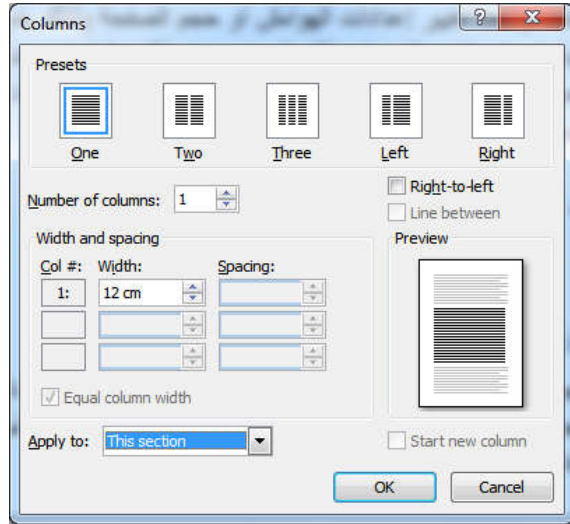 Columns
Presets
One Two Three Left Right
Number of columns: 1
Right-to-left
Line between
Width and spacing
Col #: Width: Spacing:
1: 12 cm
Equal column width
Preview
Apply to: This section
Start new column
OK Cancel